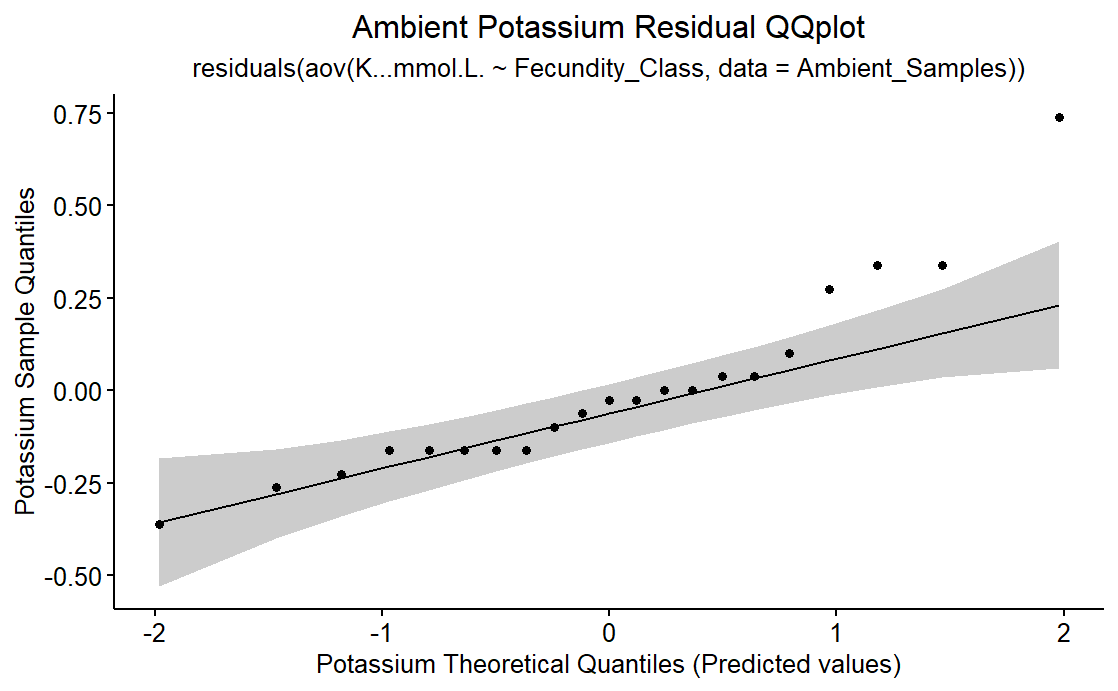 Ambient Potassium Residual QQplot
residuals(aov(K...mmol.L. ~ Fecundity_Class, data = Ambient_Samples))
Potassium Sample Quantiles
0.75
0.50
0.25
0.00
-0.25
-0.50
-2 -1 0 1 2
Potassium Theoretical Quantiles (Predicted values)